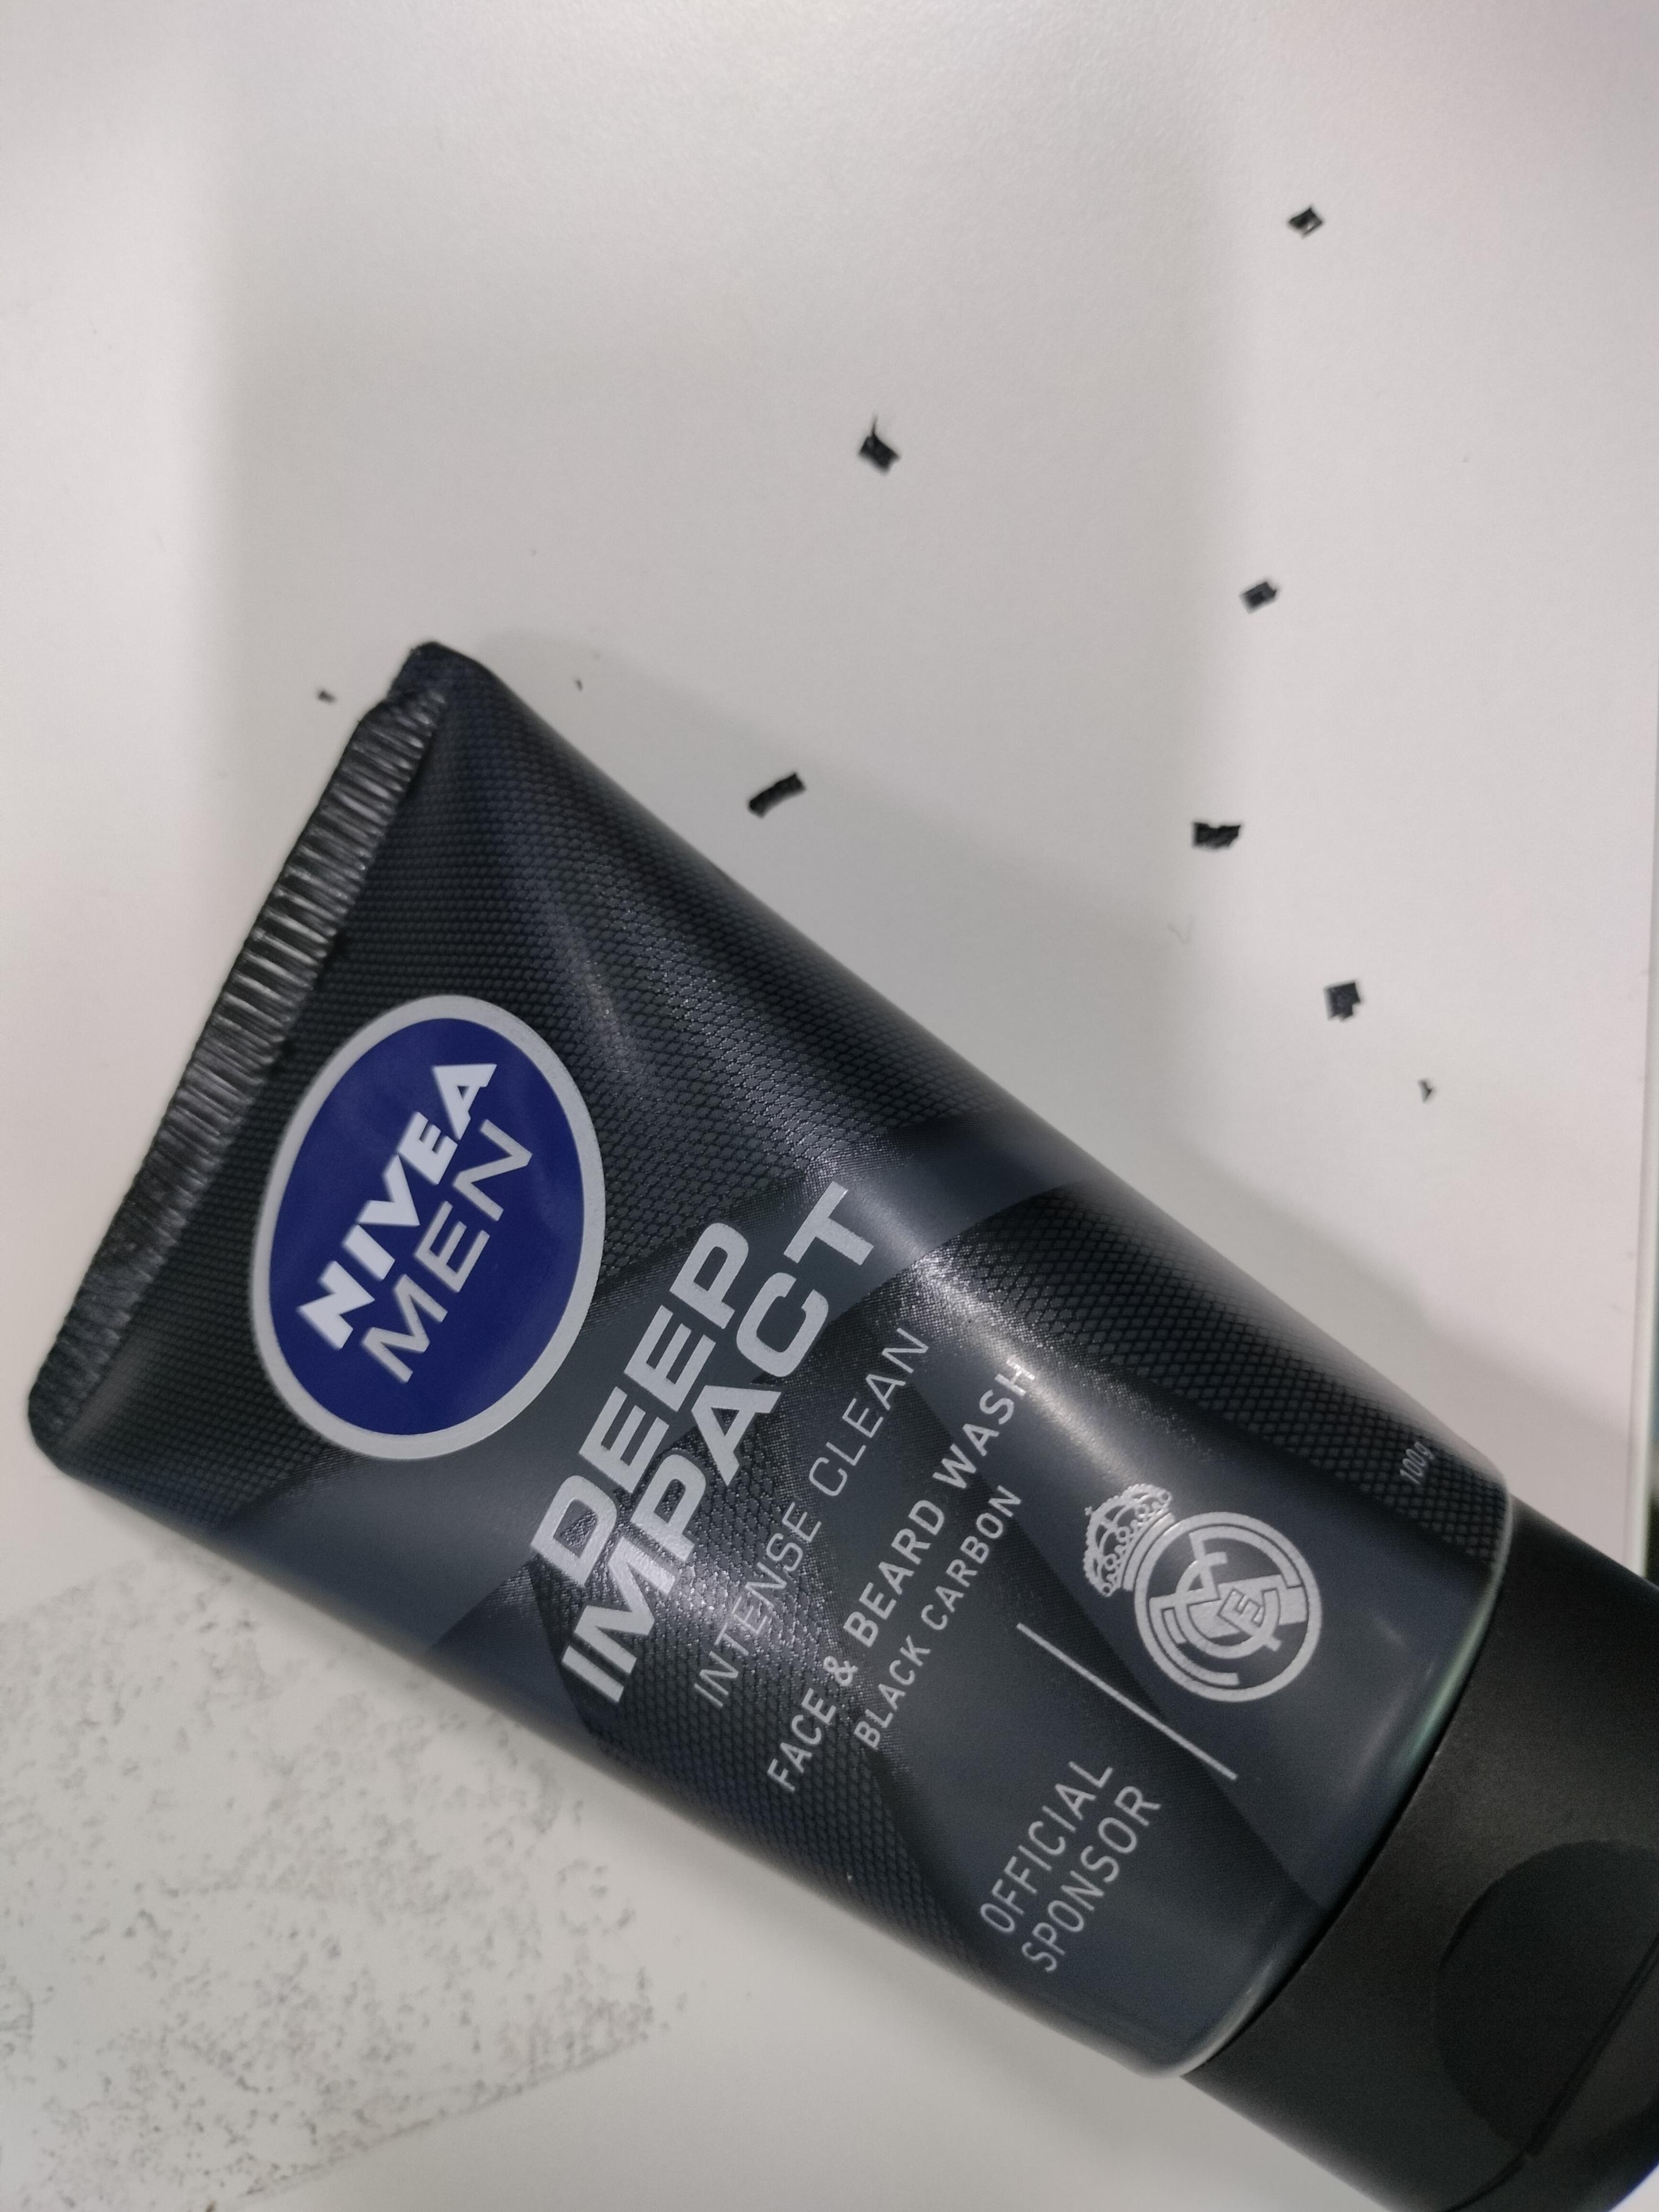 NIVEA
MEN
DEEP
IMPACT
INTENSE CLEAN
FACE & BEARD WASH
BLACK CARBON
OFFICIAL
SPONSOR
100g